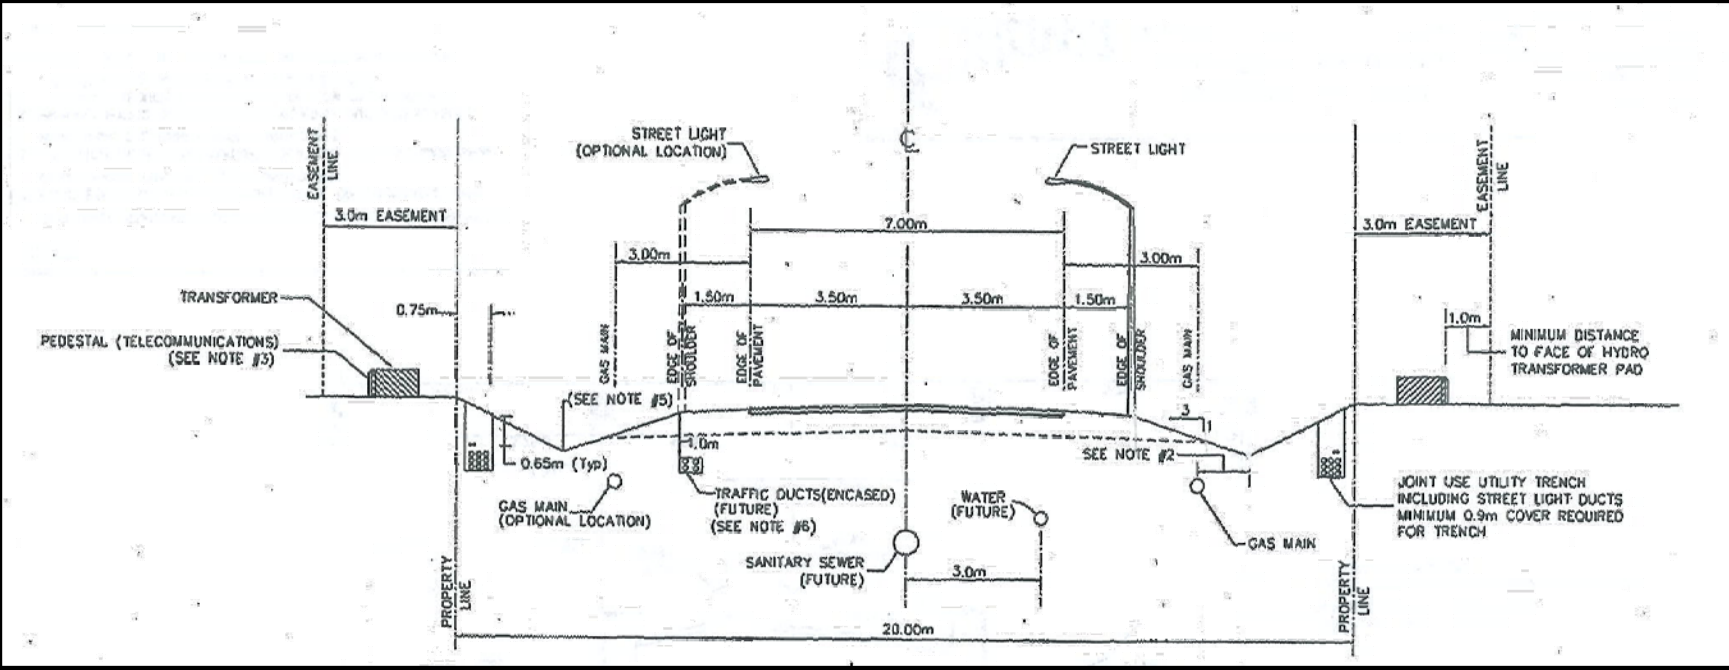 STREET LIGHT
(OPTIONAL LOCATION)
℄
STREET LIGHT
EASEMENT
LINE
EASEMENT
LINE
3.0m EASEMENT
7.00m
3.0m EASEMENT
3.00m
3.00m
TRANSFORMER
0.75m
1.50m
3.50m
3.50m
1.50m
1.0m
PEDESTAL (TELECOMMUNICATIONS)
(SEE NOTE #3)
GAS MAIN
EDGE OF
SHOULDER
EDGE OF
PAVEMENT
EDGE OF
PAVEMENT
EDGE OF
SHOULDER
GAS MAIN
MINIMUM DISTANCE
TO FACE OF HYDRO
TRANSFORMER PAD
(SEE NOTE #5)
3
1
1.0m
0.65m (Typ)
SEE NOTE #2
GAS MAIN
(OPTIONAL LOCATION)
TRAFFIC DUCTS(ENCASED)
(FUTURE)
(SEE NOTE #6)
WATER
(FUTURE)
JOINT USE UTILITY TRENCH
INCLUDING STREET LIGHT DUCTS
MINIMUM 0.9m COVER REQUIRED
FOR TRENCH
GAS MAIN
SANITARY SEWER
(FUTURE)
3.0m
PROPERTY
LINE
PROPERTY
LINE
20.00m